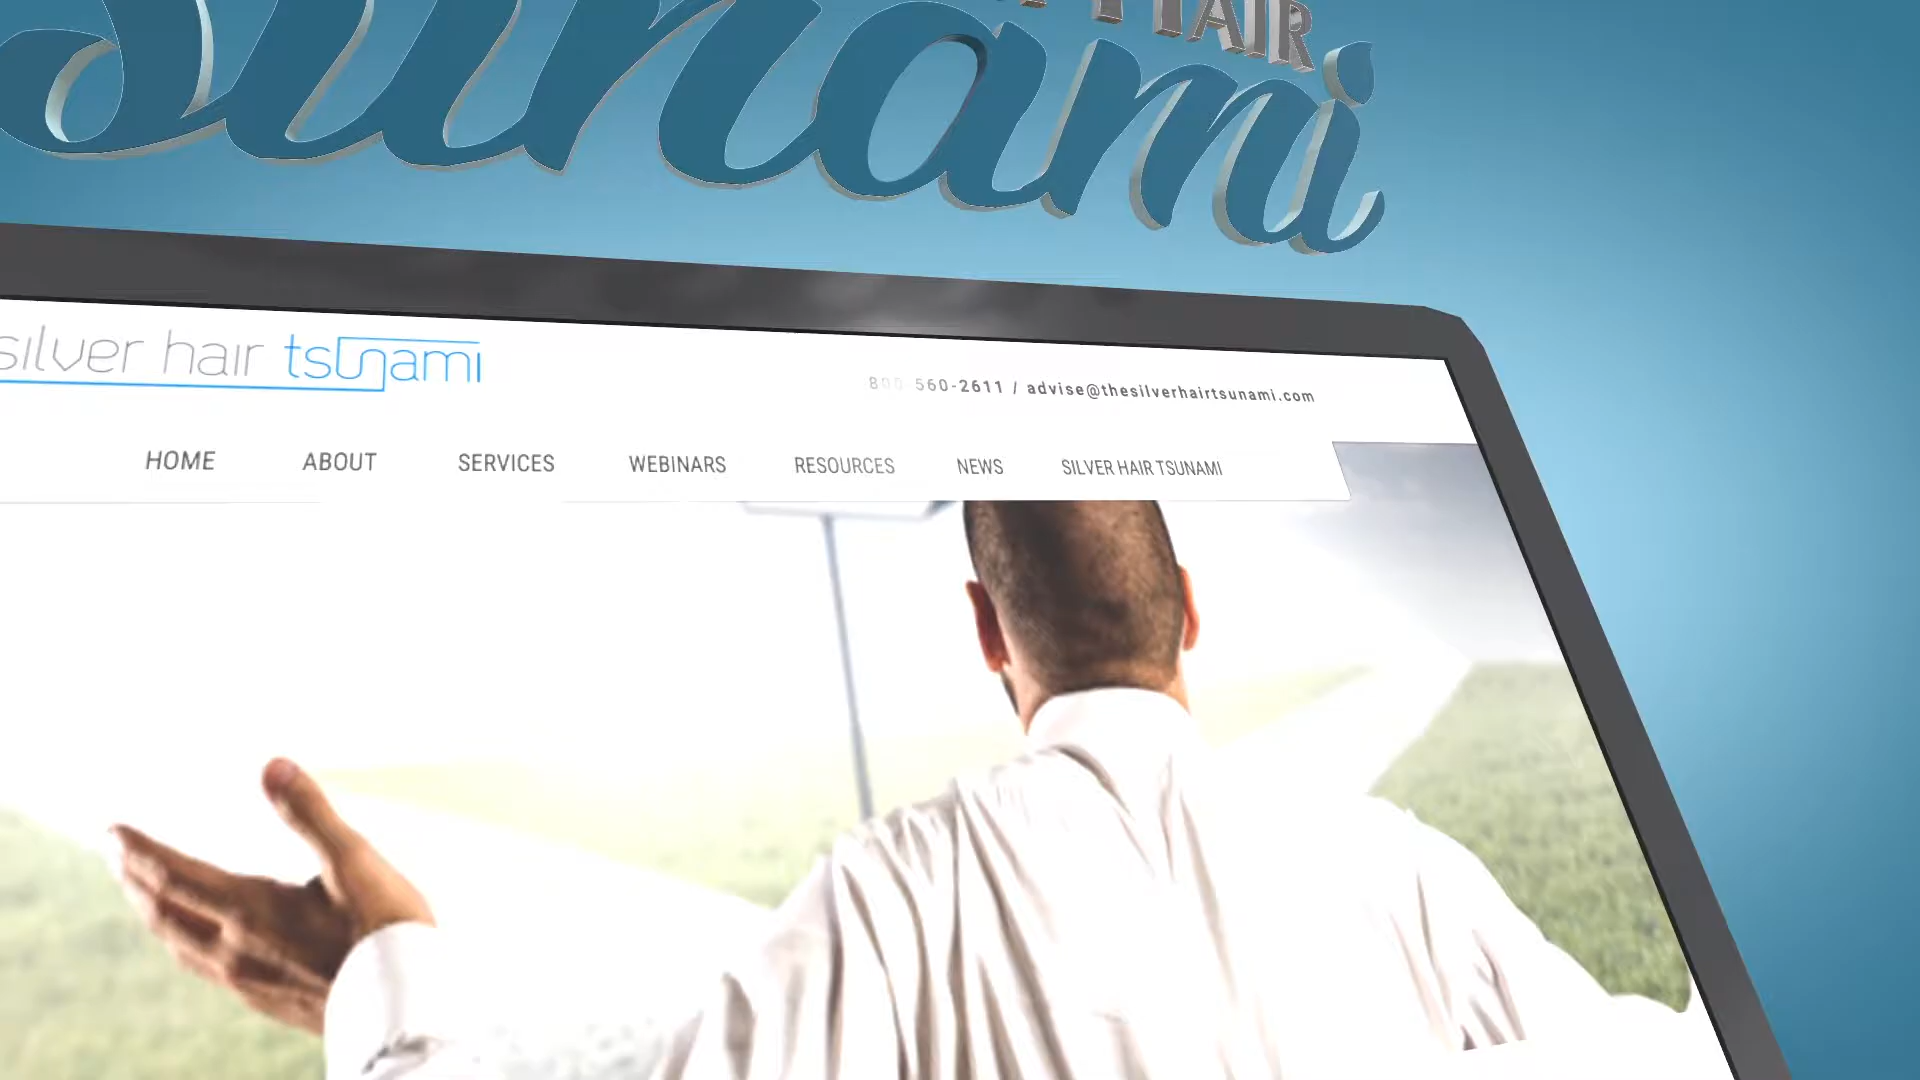 HAIR
tsunami
silver hair tsunami
800 560-2611 / advise@thesilverhairtsunami.com
HOME ABOUT SERVICES WEBINARS RESOURCES NEWS SILVER HAIR TSUNAMI